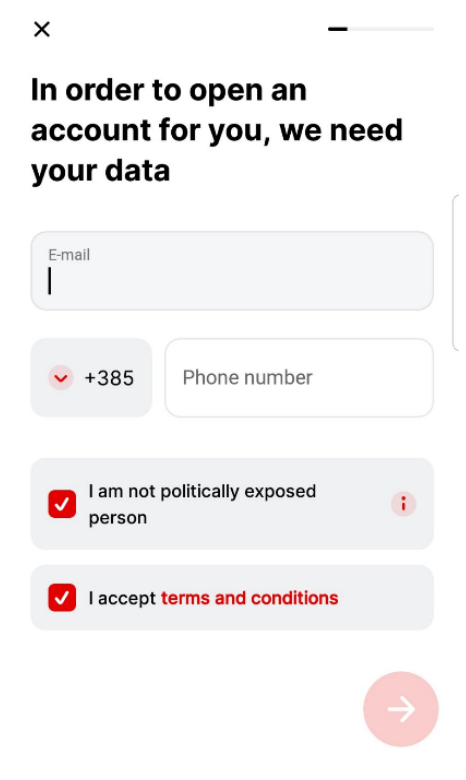 In order to open an
account for you, we need
your data
E-mail
+385
Phone number
I am not politically exposed
person
I accept terms and conditions